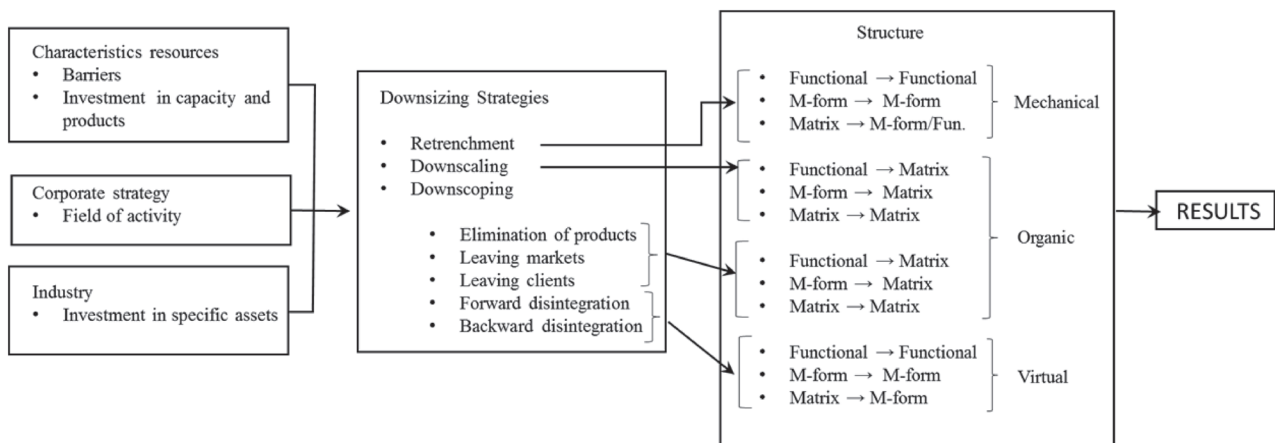 Characteristics resources
• Barriers
• Investment in capacity and
products
Corporate strategy
• Field of activity
Industry
• Investment in specific assets
Downsizing Strategies
• Retrenchment
• Downscaling
• Downscoping
• Elimination of products
• Leaving markets
• Leaving clients
• Forward disintegration
• Backward disintegration
Structure
• Functional → Functional
• M-form → M-form
• Matrix → M-form/Fun.
Mechanical
• Functional → Matrix
• M-form → Matrix
• Matrix → Matrix
• Functional → Matrix
• M-form → Matrix
• Matrix → Matrix
Organic
• Functional → Functional
• M-form → M-form
• Matrix → M-form
Virtual
RESULTS